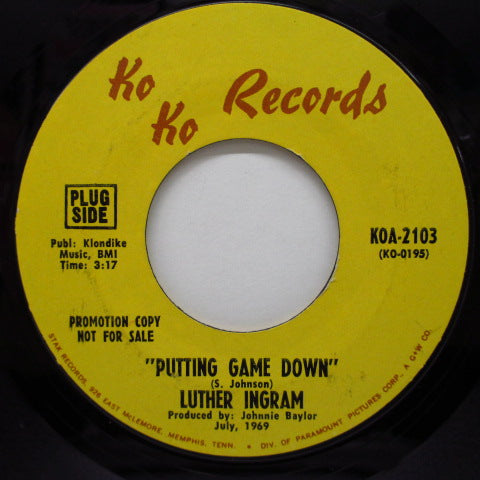 Ko
Ko Records
PLUG
SIDE
Publ: Klondike
Music, BMI
Time: 3:17
KOA-2103
(KO-0195)
PROMOTION COPY
NOT FOR SALE
"PUTTING GAME DOWN"
(S. Johnson)
LUTHER INGRAM
Produced by: Johnnie Baylor
July, 1969
STAX RECORDS, 926 EAST McLEMORE, MEMPHIS, TENN. • DIV. OF PARAMOUNT PICTURES CORP., A G+W CO.